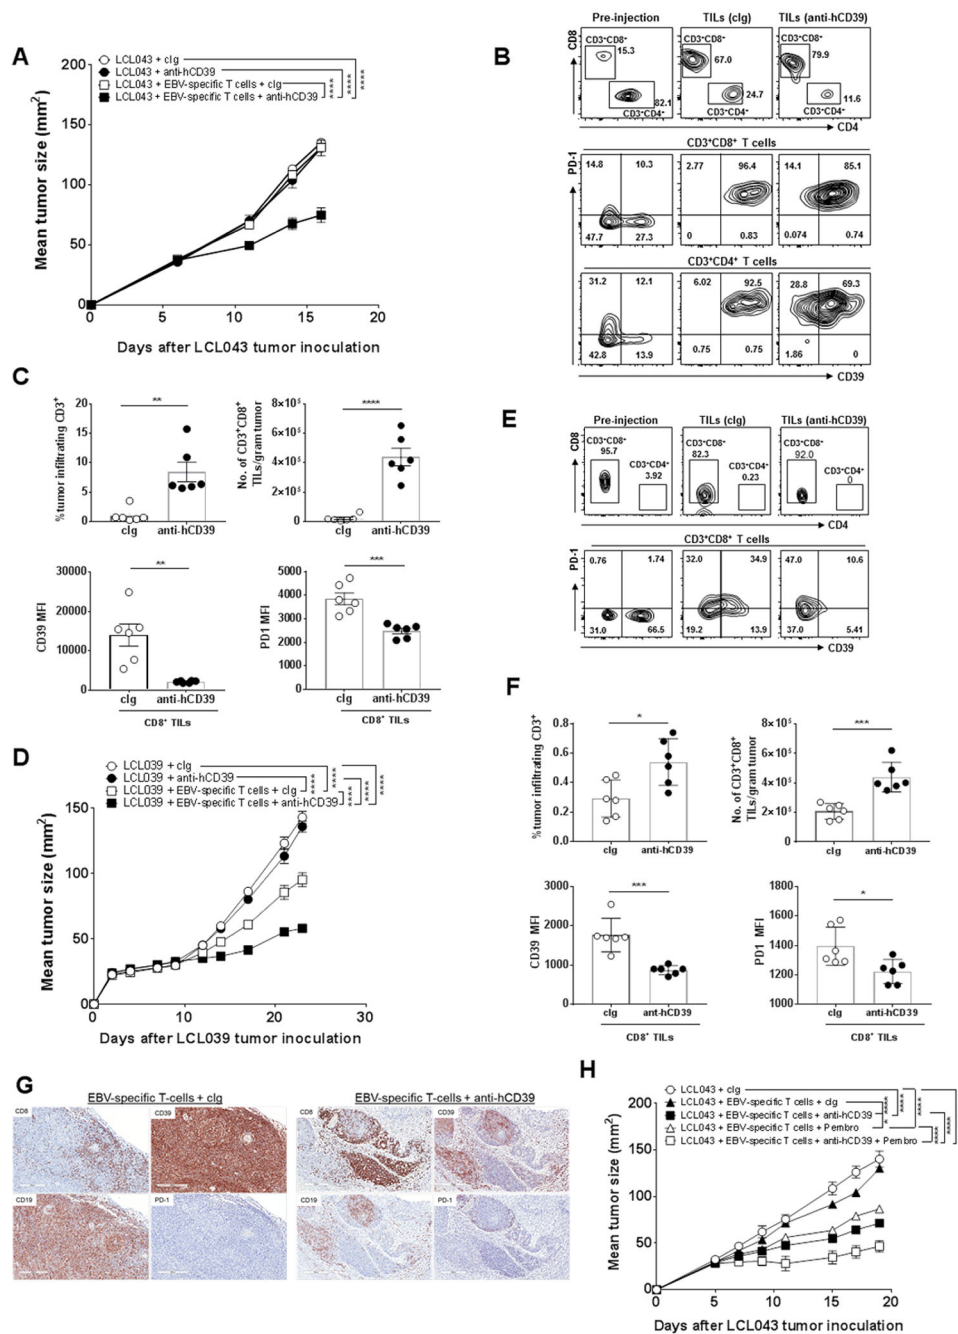 A
LCL043 + cIg
LCL043 + anti-hCD39
LCL043 + EBV-specific T cells + cIg
LCL043 + EBV-specific T cells + anti-hCD39
**** **** ****
Mean tumor size (mm²)
200
150
100
50
0
0 5 10 15 20
Days after LCL043 tumor inoculation
B
Pre-injection TILs (cIg) TILs (anti-hCD39)
CD8
CD3⁺CD8⁺ CD3⁺CD8⁺ CD3⁺CD8⁺
15.3 67.0 79.9
82.1 24.7 11.6
CD3⁺CD4⁺ CD3⁺CD4⁺ CD3⁺CD4⁺
CD4
CD3⁺CD8⁺ T cells
PD-1
14.8 10.3 2.77 96.4 14.1 85.1
47.7 27.3 0 0.83 0.074 0.74
CD3⁺CD4⁺ T cells
31.2 12.1 6.02 92.5 28.8 69.3
42.8 13.9 0.75 0.75 1.86 0
CD39
C
%tumor infiltrating CD3⁺
20
15
10
5
0
**
cIg anti-hCD39
No. of CD3⁺CD8⁺
TILs/gram tumor
8×10⁵
6×10⁵
4×10⁵
2×10⁵
0
****
cIg anti-hCD39
CD39 MFI
30000
20000
10000
0
**
cIg anti-hCD39
CD8⁺ TILs
PD1 MFI
5000
4000
3000
2000
1000
0
***
cIg anti-hCD39
CD8⁺ TILs
D
LCL039 + cIg
LCL039 + anti-hCD39
LCL039 + EBV-specific T cells + cIg
LCL039 + EBV-specific T cells + anti-hCD39
**** **** **** **** ****
Mean tumor size (mm²)
150
100
50
0
0 10 20 30
Days after LCL039 tumor inoculation
E
Pre-injection TILs (cIg) TILs (anti-hCD39)
CD8
CD3⁺CD8⁺ CD3⁺CD8⁺ CD3⁺CD8⁺
95.7 82.3 92.0
CD3⁺CD4⁺ CD3⁺CD4⁺ CD3⁺CD4⁺
3.92 0.23 0
CD4
CD3⁺CD8⁺ T cells
PD-1
0.76 1.74 32.0 34.9 47.0 10.6
31.0 66.5 19.2 13.9 37.0 5.41
CD39
F
%tumor infiltrating CD3⁺
0.8
0.6
0.4
0.2
0.0
*
cIg anti-hCD39
No. of CD3⁺CD8⁺
TILs/gram tumor
8×10⁵
6×10⁵
4×10⁵
2×10⁵
0
***
cIg anti-hCD39
CD39 MFI
3000
2000
1000
0
***
cIg anti-hCD39
CD8⁺ TILs
PD1 MFI
1800
1600
1400
1200
1000
*
cIg anti-hCD39
CD8⁺ TILs
G
EBV-specific T-cells + cIg
CD8 CD39
CD19 PD-1
EBV-specific T-cells + anti-hCD39
CD8 CD39
CD19 PD-1
H
LCL043 + cIg
LCL043 + EBV-specific T cells + cIg
LCL043 + EBV-specific T cells + anti-hCD39
LCL043 + EBV-specific T cells + Pembro
LCL043 + EBV-specific T cells + anti-hCD39 + Pembro
**** * **** **** **** **** ****
Mean tumor size (mm²)
200
150
100
50
0
0 5 10 15 20
Days after LCL043 tumor inoculation